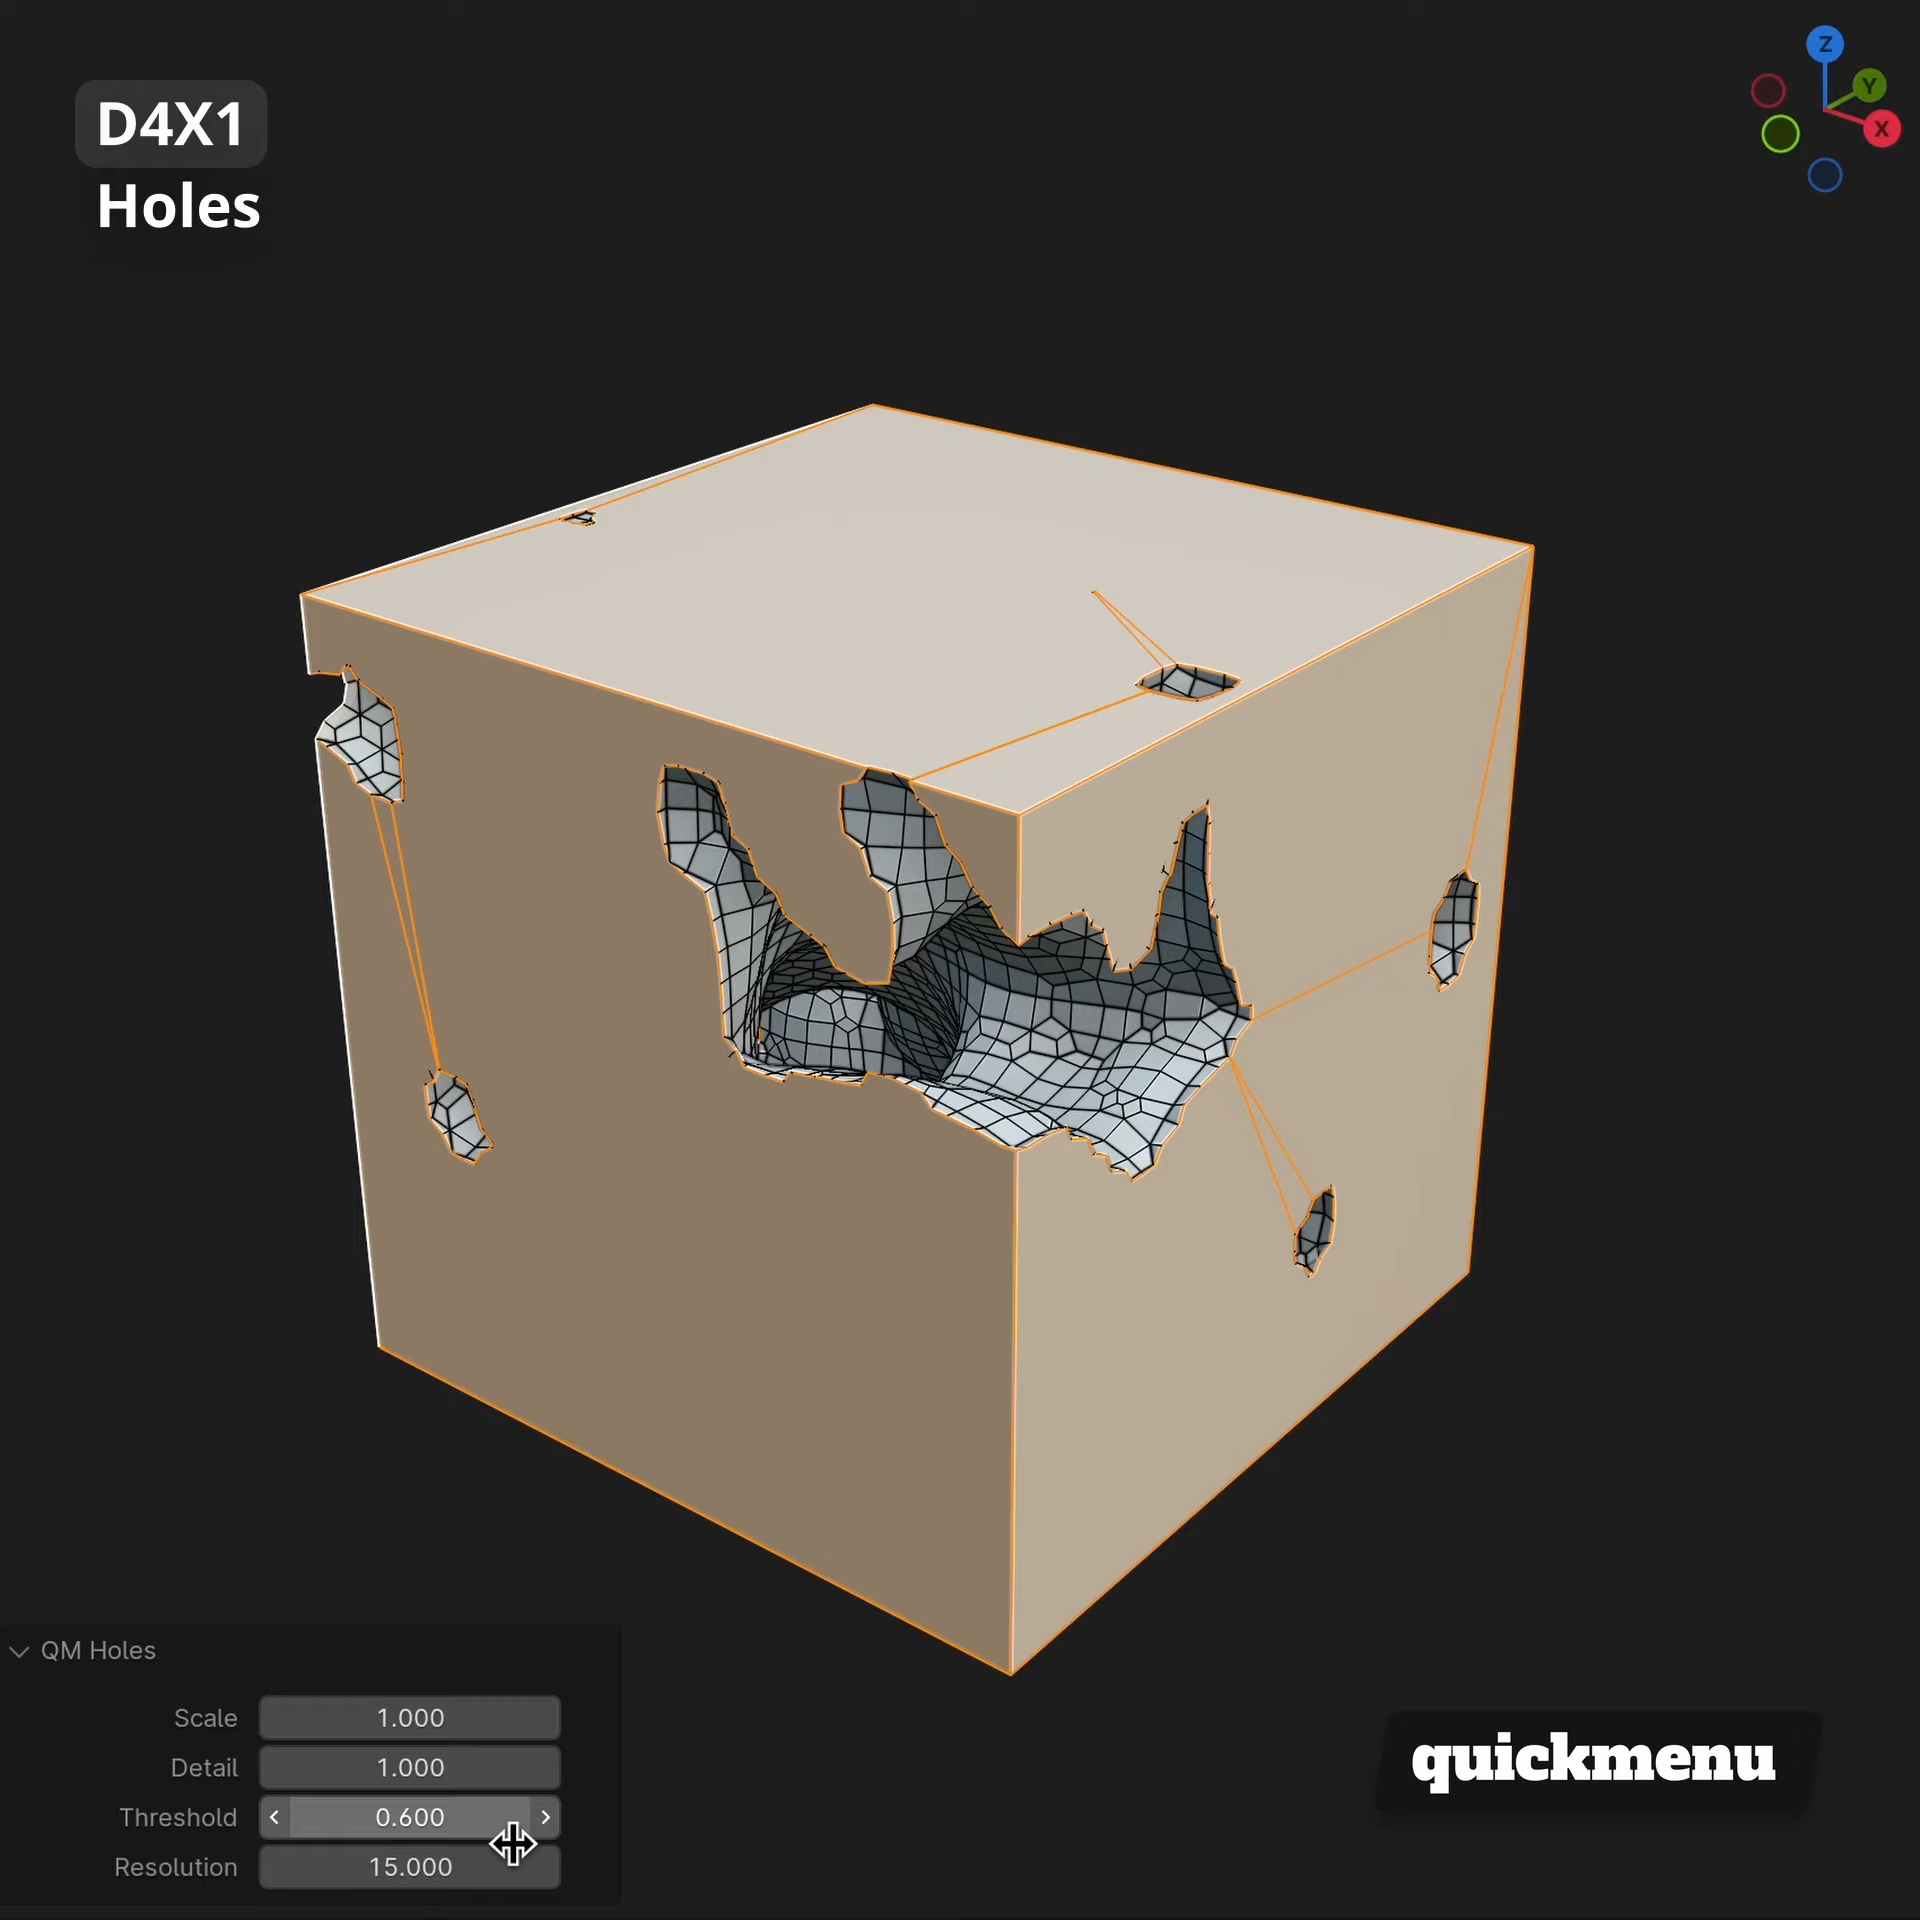 D4X1
Holes
Z
Y
X
QM Holes
Scale 1.000
Detail 1.000
Threshold 0.600
Resolution 15.000
quickmenu